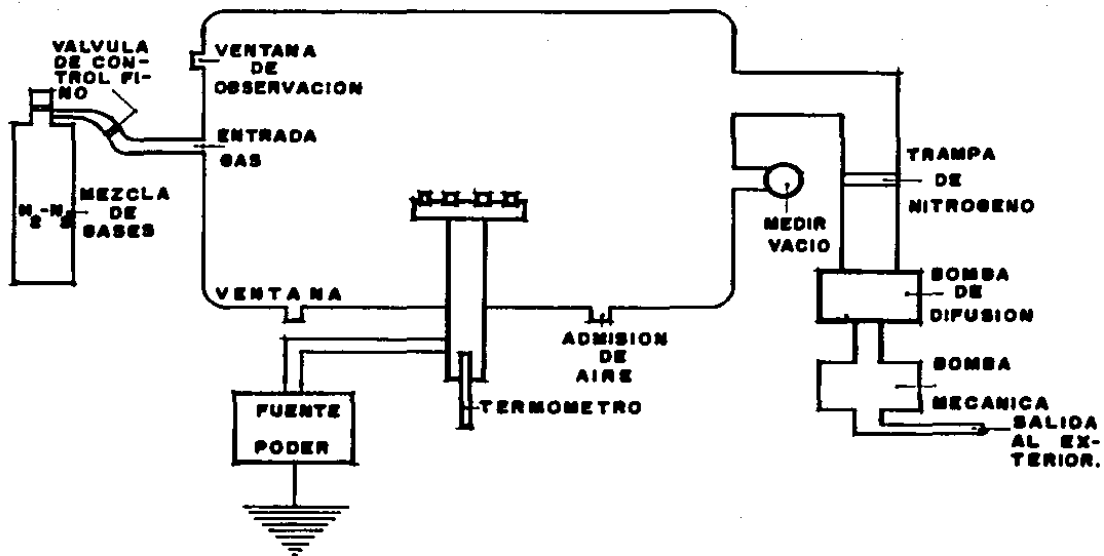 VALVULA
DE CON-
TROL FI-
NO
VENTANA
DE
OBSERVACION
ENTRADA
GAS
MEZCLA
DE
GASES
TRAMPA
DE
NITROGENO
MEDIR
VACIO
VENTANA
ADMISION
DE
AIRE
BOMBA
DE
DIFUSION
BOMBA
MECANICA
SALIDA
AL EX-
TERIOR.
TERMOMETRO
FUENTE
PODER